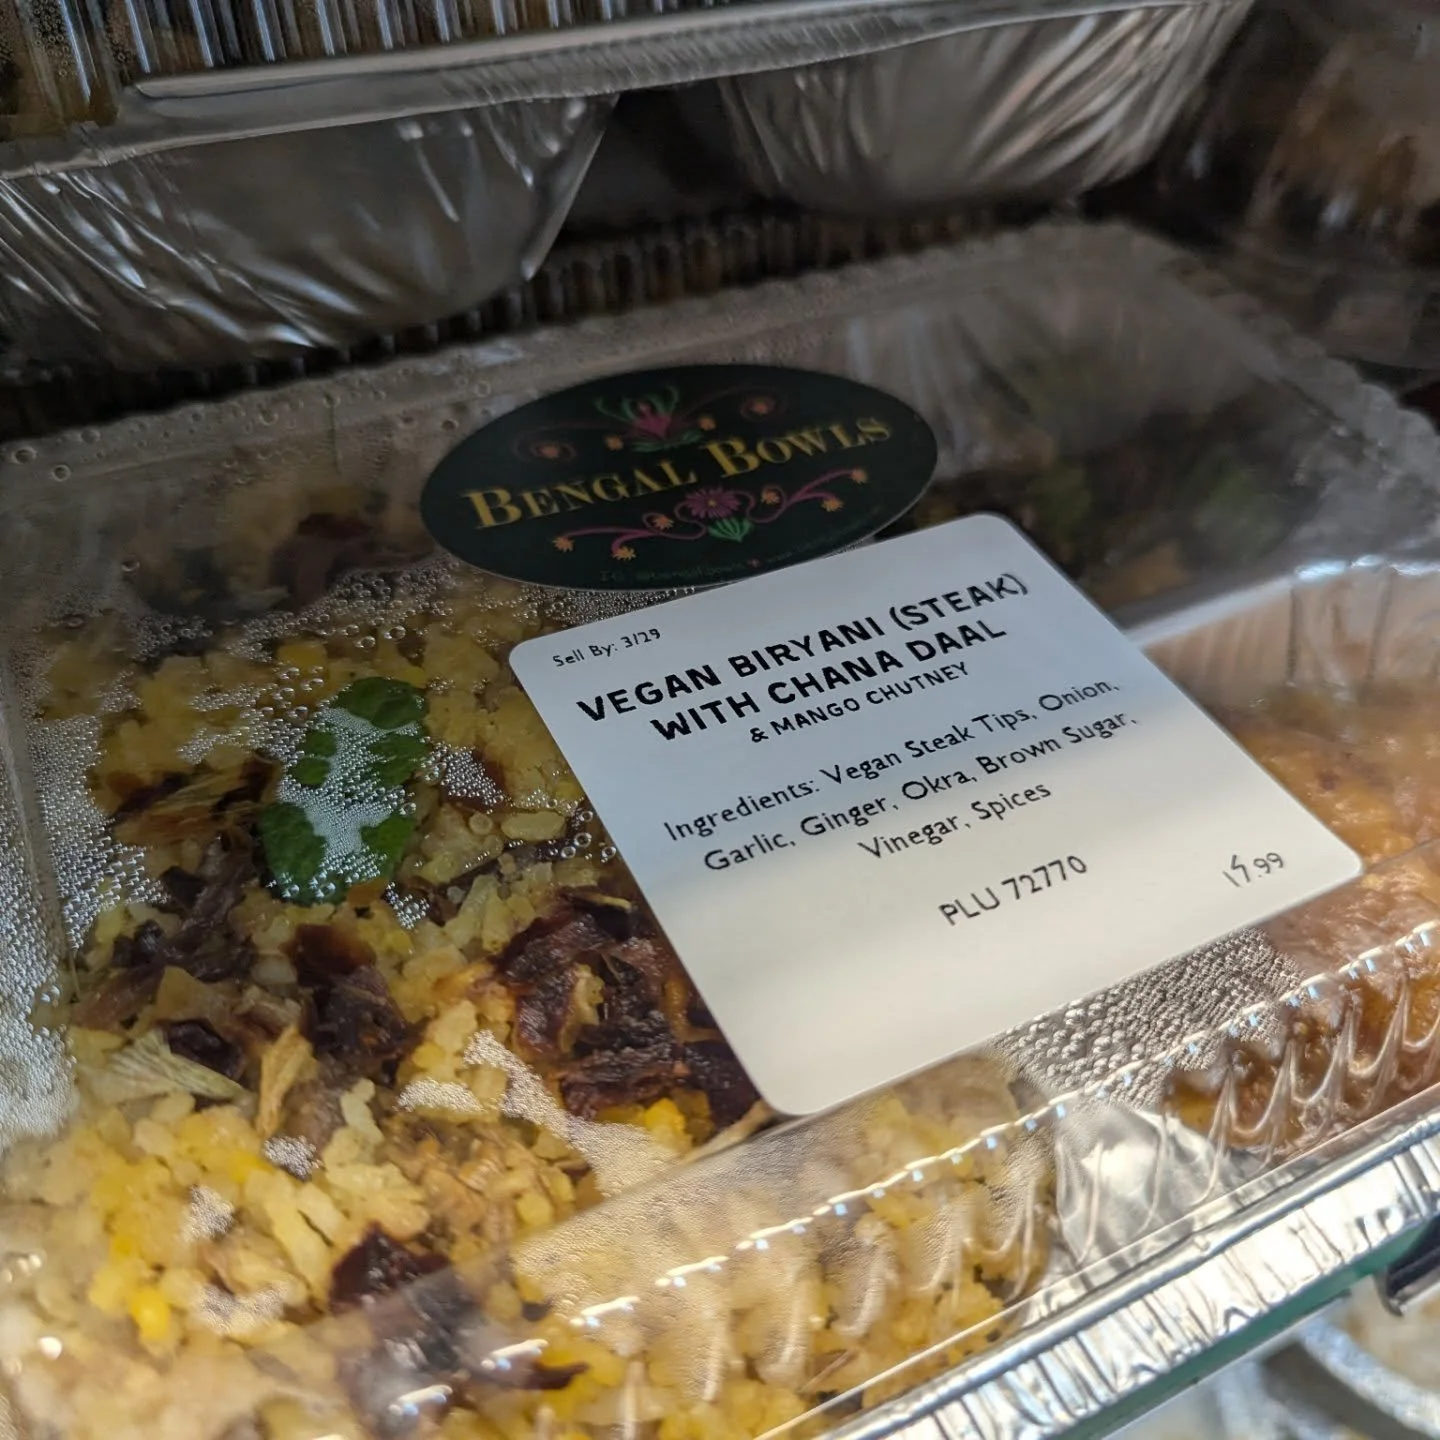 BENGAL BOWLS
Sell By: 3/29
VEGAN BIRYANI (STEAK)
WITH CHANA DAAL
& MANGO CHUTNEY
Ingredients: Vegan Steak Tips, Onion,
Garlic, Ginger, Okra, Brown Sugar,
Vinegar, Spices
PLU 72770